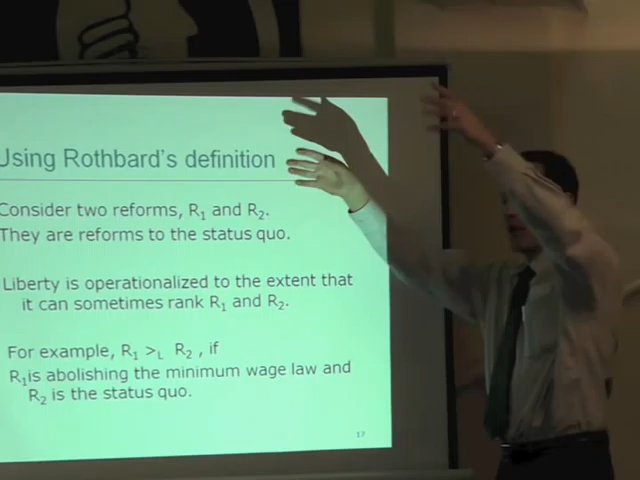 Using Rothbard's definition
Consider two reforms, R₁ and R₂.
They are reforms to the status quo.
Liberty is operationalized to the extent that
it can sometimes rank R₁ and R₂.
For example, R₁ >L R₂ , if
R₁is abolishing the minimum wage law and
R₂ is the status quo.
17